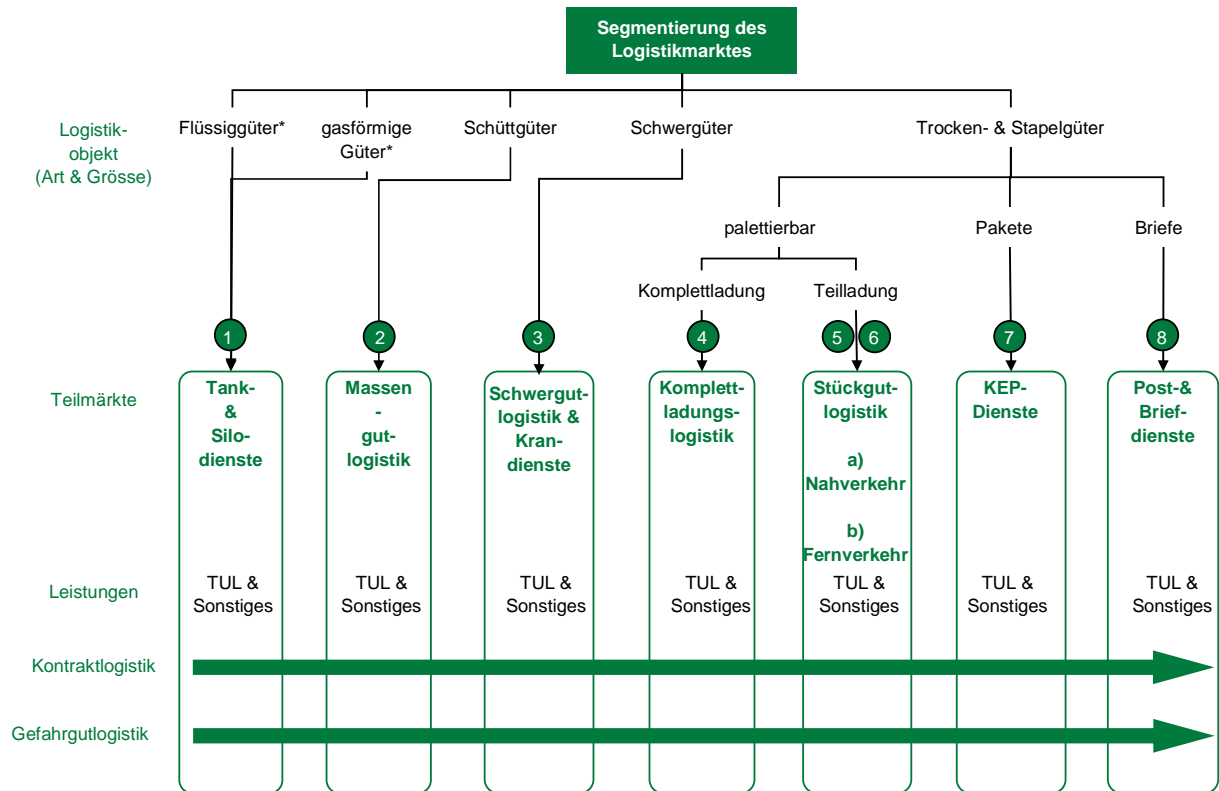 Segmentierung des
Logistikmarktes
Logistik-
objekt
(Art & Grösse)
Flüssiggüter*
gasförmige
Güter*
Schüttgüter
Schwergüter
Trocken- & Stapelgüter
palettierbar
Pakete
Briefe
Komplettladung
Teilladung
1
2
3
4
5
6
7
8
Teilmärkte
Tank-
&
Silo-
dienste
Massen
-
gut-
logistik
Schwergut-
logistik &
Kran-
dienste
Komplett-
ladungs-
logistik
Stückgut-
logistik
a)
Nahverkehr
b)
Fernverkehr
KEP-
Dienste
Post-&
Brief-
dienste
Leistungen
TUL &
Sonstiges
TUL &
Sonstiges
TUL &
Sonstiges
TUL &
Sonstiges
TUL &
Sonstiges
TUL &
Sonstiges
TUL &
Sonstiges
Kontraktlogistik
Gefahrgutlogistik